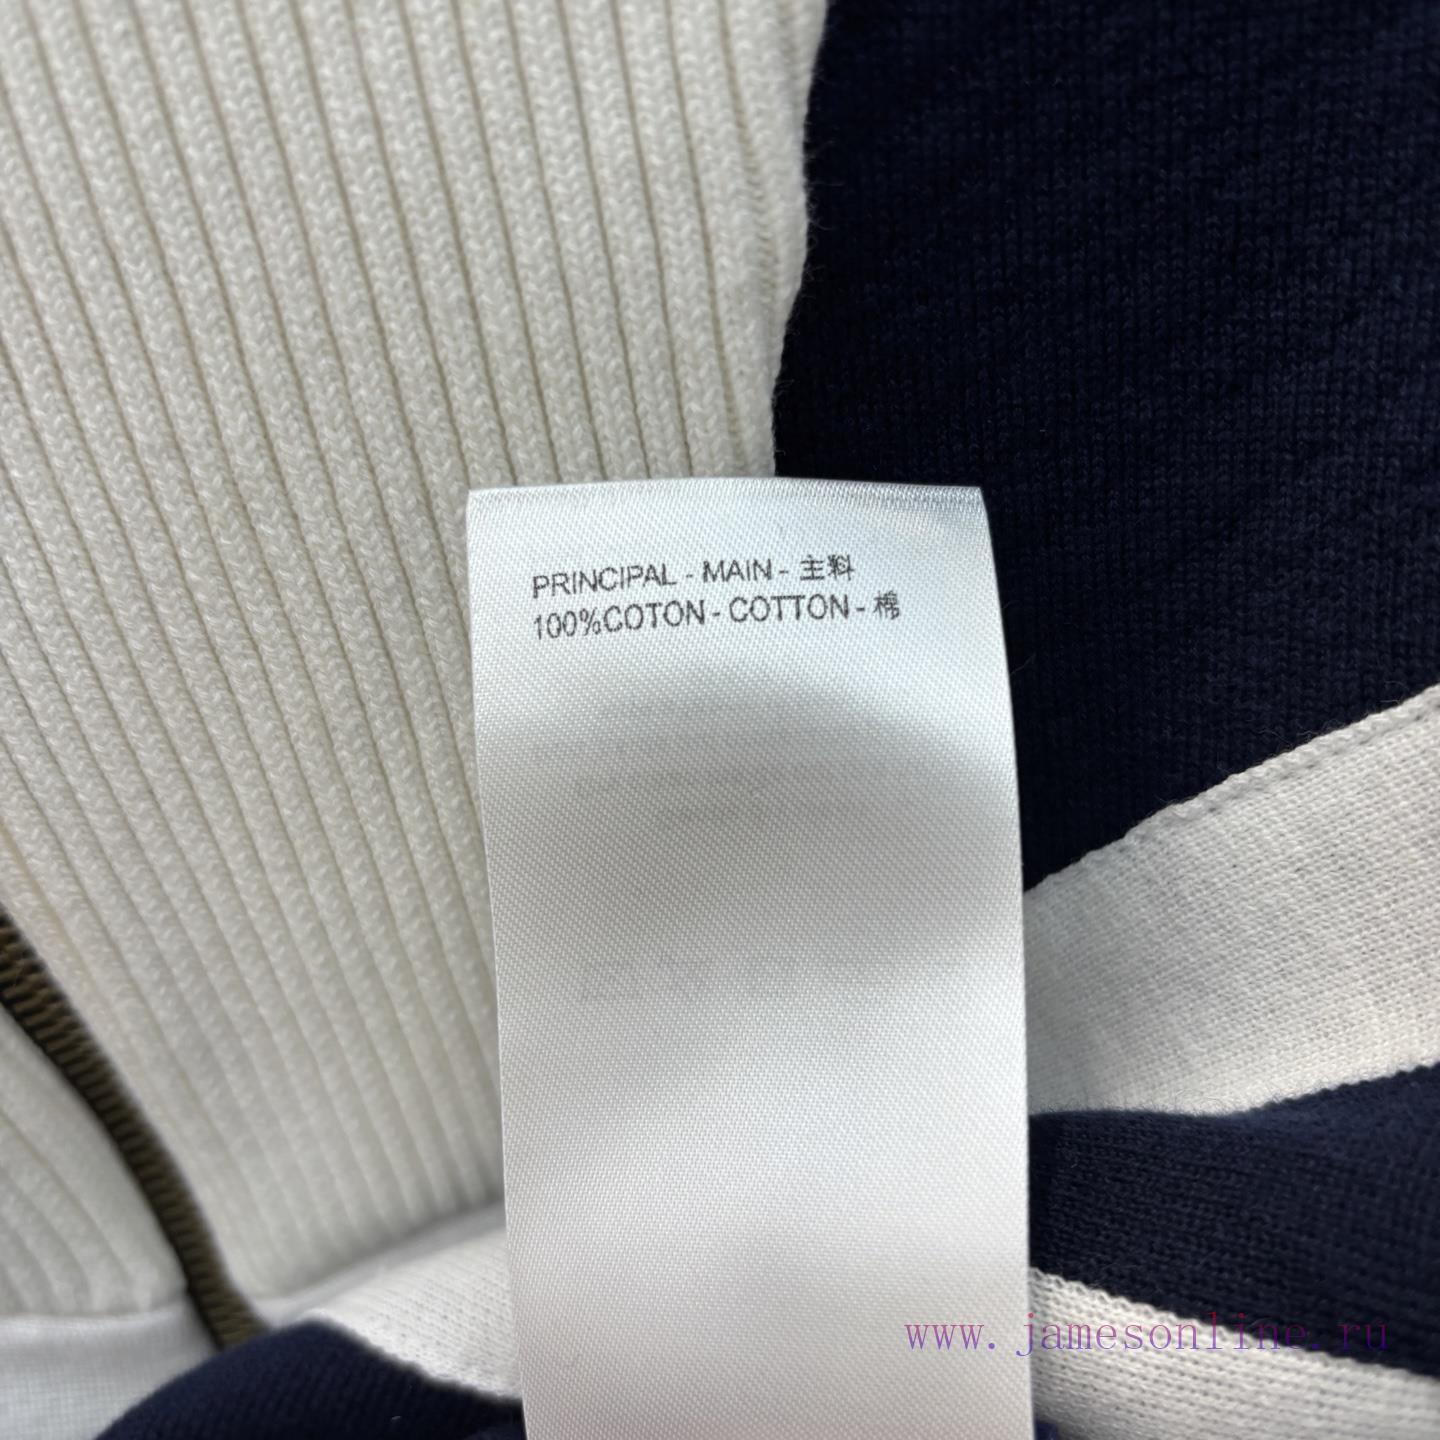 PRINCIPAL - MAIN - 主料
100%COTON - COTTON - 棉
www.jamesonline.ru